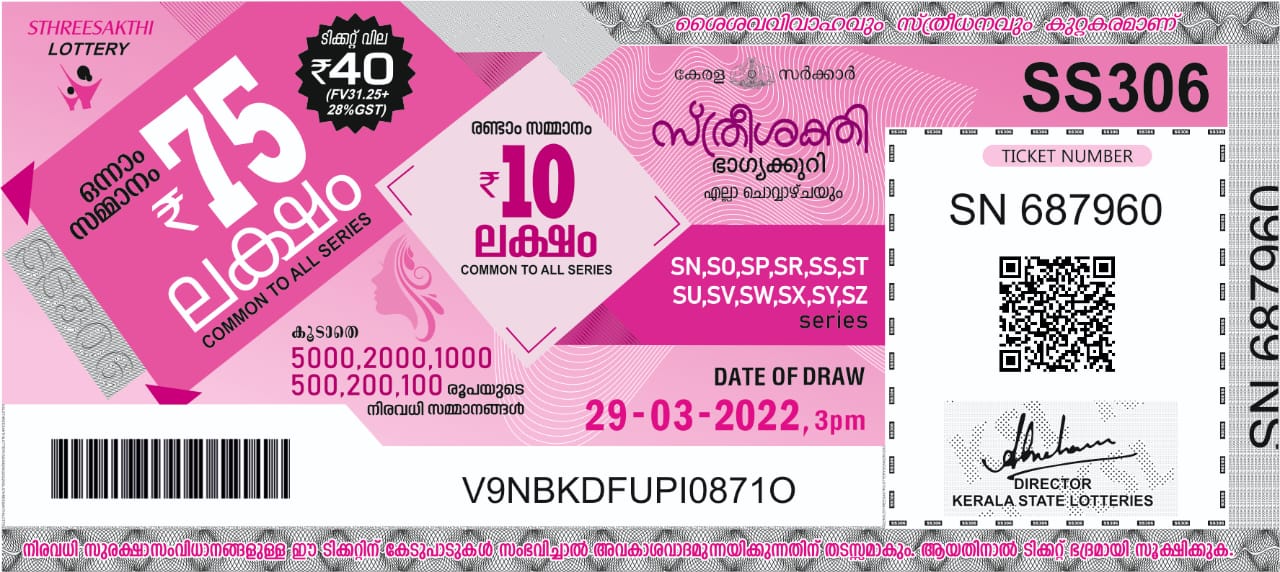 STHREESAKTHI
LOTTERY
ഒന്നാം
സമ്മാനം
₹75
ലക്ഷം
COMMON TO ALL SERIES
SS306
ടിക്കറ്റ് വില
₹40
(FV31.25+
28%GST)
രണ്ടാം സമ്മാനം
₹10
ലക്ഷം
COMMON TO ALL SERIES
കൂടാതെ
5000,2000,1000
500,200,100 രൂപയുടെ
നിരവധി സമ്മാനങ്ങൾ
ശൈശവവിവാഹവും സ്ത്രീധനവും കുറ്റകരമാണ്
കേരള സർക്കാർ
സ്ത്രീശക്തി
ഭാഗ്യക്കുറി
എല്ലാ ചൊവ്വാഴ്ചയും
SN,SO,SP,SR,SS,ST
SU,SV,SW,SX,SY,SZ
series
DATE OF DRAW
29-03-2022, 3pm
V9NBKDFUPI0871O
SS306
TICKET NUMBER
SN 687960
DIRECTOR
KERALA STATE LOTTERIES
SN 687960
നിരവധി സുരക്ഷാസംവിധാനങ്ങളുള്ള ഈ ടിക്കറ്റിന് കേടുപാടുകൾ സംഭവിച്ചാൽ അവകാശവാദമുന്നയിക്കുന്നതിന് തടസ്സമാകും. ആയതിനാൽ ടിക്കറ്റ് ഭദ്രമായി സൂക്ഷിക്കുക.